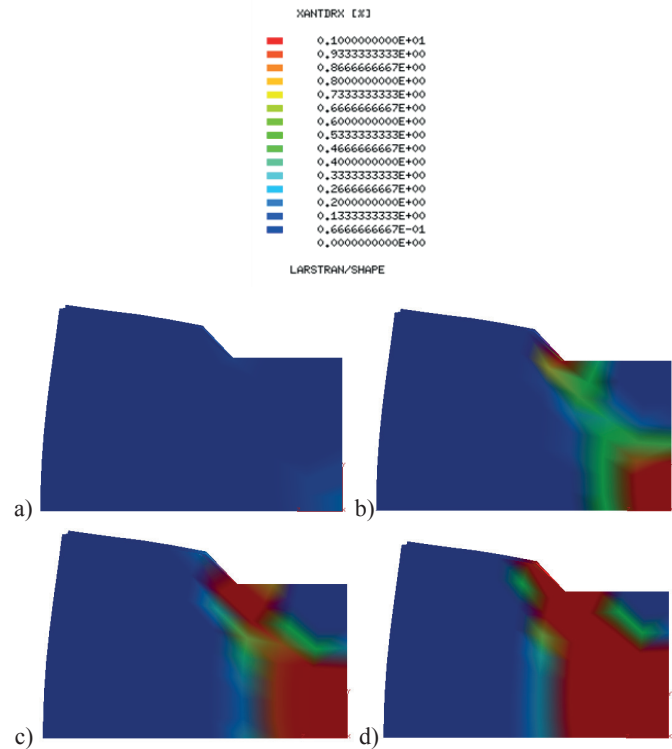 XANTDRX [%]
0.1000000000E+01
0.9333333333E+00
0.8666666667E+00
0.8000000000E+00
0.7333333333E+00
0.6666666667E+00
0.6000000000E+00
0.5333333333E+00
0.4666666667E+00
0.4000000000E+00
0.3333333333E+00
0.2666666667E+00
0.2000000000E+00
0.1333333333E+00
0.6666666667E-01
0.0000000000E+00
LARSTRAN/SHAPE
a)
b)
c)
d)